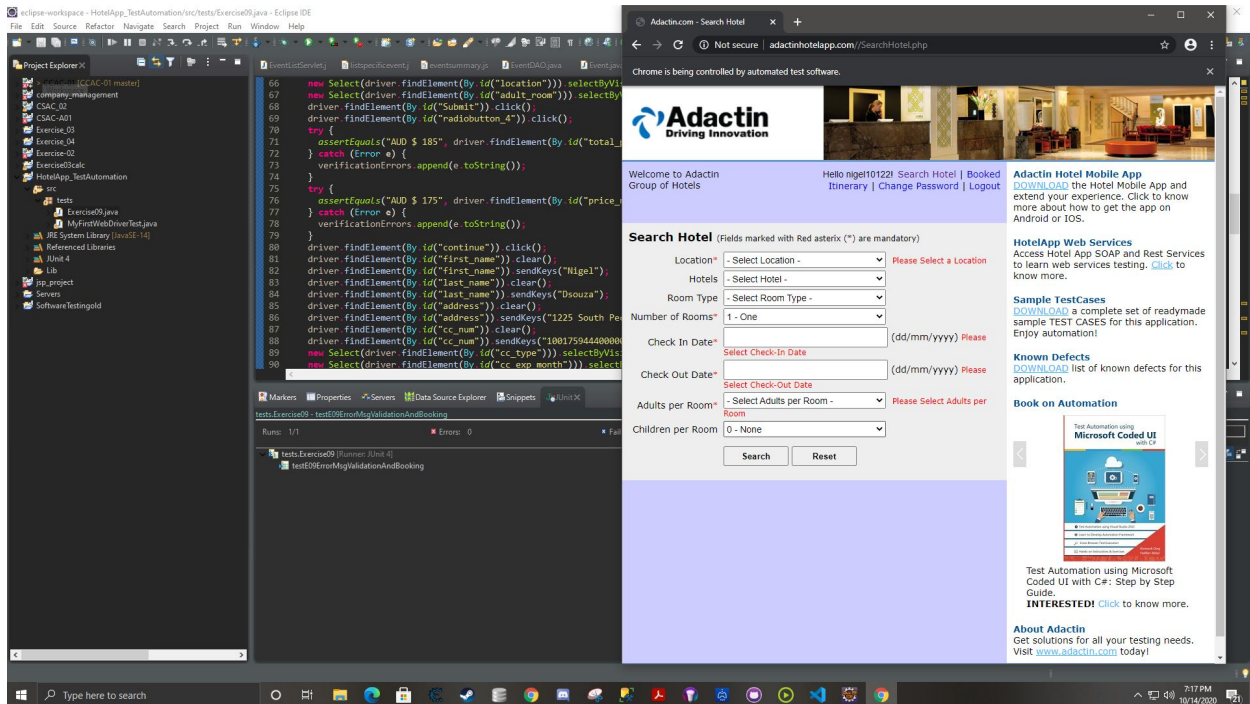 eclipse-workspace - HotelApp_TestAutomation/src/tests/Exercise09.java - Eclipse IDE
File Edit Source Refactor Navigate Search Project Run Window Help
Project Explorer
[CCAC-01 master]
company_management
CSAC_02
CSAC-A01
Exercise_03
Exercise_04
Exercise-02
Exercise03calc
HotelApp_TestAutomation
src
tests
Exercise09.java
MyFirstWebDriverTest.java
JRE System Library [JavaSE-14]
Referenced Libraries
JUnit 4
Lib
jsp_project
Servers
SoftwareTestingold
EventListServlet.j listspecificevent.j eventsummary.js EventDAO.java Event.java
66 new Select(driver.findElement(By.id("location"))).selectByVis
67 new Select(driver.findElement(By.id("adult_room"))).selectBy
68 driver.findElement(By.id("Submit")).click();
69 driver.findElement(By.id("radiobutton_4")).click();
70 try {
71 assertEquals("AUD $ 185", driver.findElement(By.id("total_p
72 } catch (Error e) {
73 verificationErrors.append(e.toString());
74 }
75 try {
76 assertEquals("AUD $ 175", driver.findElement(By.id("price_
77 } catch (Error e) {
78 verificationErrors.append(e.toString());
79 }
80 driver.findElement(By.id("continue")).click();
81 driver.findElement(By.id("first_name")).clear();
82 driver.findElement(By.id("first_name")).sendKeys("Nigel");
83 driver.findElement(By.id("last_name")).clear();
84 driver.findElement(By.id("last_name")).sendKeys("Dsouza");
85 driver.findElement(By.id("address")).clear();
86 driver.findElement(By.id("address")).sendKeys("1225 South Pe
87 driver.findElement(By.id("cc_num")).clear();
88 driver.findElement(By.id("cc_num")).sendKeys("1001759444000
89 new Select(driver.findElement(By.id("cc_type"))).selectByVis
90 new Select(driver.findElement(By.id("cc_exp_month"))).select
Markers Properties Servers Data Source Explorer Snippets JUnit
tests.Exercise09 - testE09ErrorMsgValidationAndBooking
Runs: 1/1 Errors: 0 Fail
tests.Exercise09 [Runner: JUnit 4]
testE09ErrorMsgValidationAndBooking
Adactin.com - Search Hotel
Not secure | adactinhotelapp.com//SearchHotel.php
Chrome is being controlled by automated test software.
Adactin
Driving Innovation
Welcome to Adactin Group of Hotels
Hello nigel10122! Search Hotel | Booked Itinerary | Change Password | Logout
Search Hotel (Fields marked with Red asterix (*) are mandatory)
Location* - Select Location - Please Select a Location
Hotels - Select Hotel -
Room Type - Select Room Type -
Number of Rooms* 1 - One
Check In Date* (dd/mm/yyyy) Please
Select Check-In Date
Check Out Date* (dd/mm/yyyy) Please
Select Check-Out Date
Adults per Room* - Select Adults per Room - Please Select Adults per
Room
Children per Room 0 - None
Search Reset
Adactin Hotel Mobile App
DOWNLOAD the Hotel Mobile App and
extend your experience. Click to know
more about how to get the app on
Android or IOS.
HotelApp Web Services
Access Hotel App SOAP and Rest Services
to learn web services testing. Click to
know more.
Sample TestCases
DOWNLOAD a complete set of readymade
sample TEST CASES for this application.
Enjoy automation!
Known Defects
DOWNLOAD list of known defects for this
application.
Book on Automation
Test Automation using
Microsoft Coded UI
with C#
Test Automation using Microsoft
Coded UI with C#: Step by Step
Guide.
INTERESTED! Click to know more.
About Adactin
Get solutions for all your testing needs.
Visit www.adactin.com today!
Type here to search
7:17 PM
10/14/2020
21